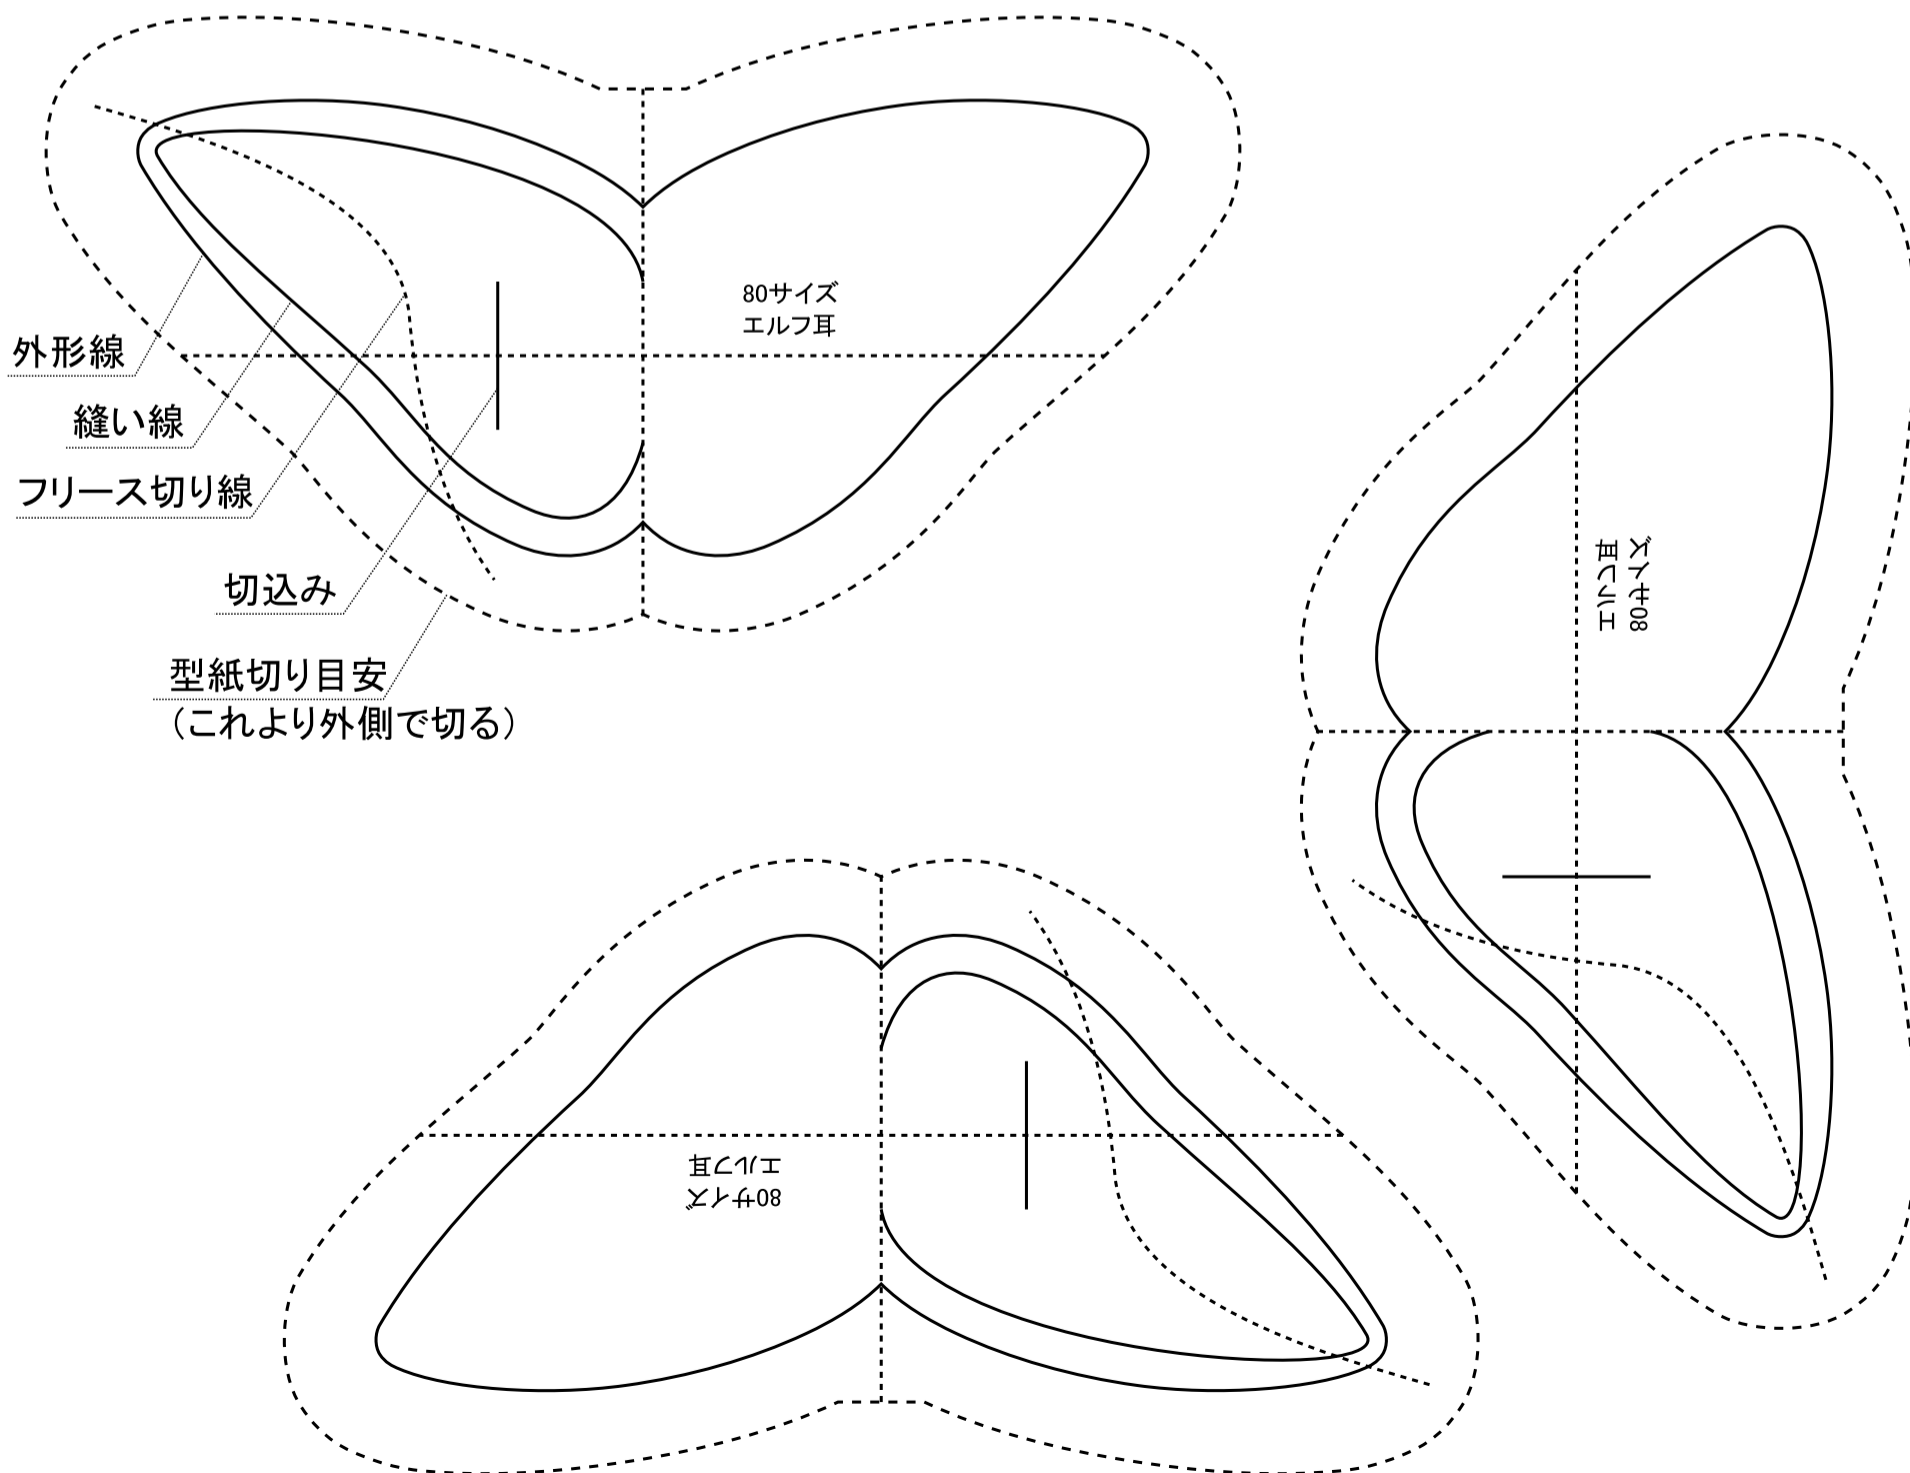 80サイズ
エルフ耳
外形線
縫い線
フリース切り線
切込み
型紙切り目安
（これより外側で切る）
80サイズ
エルフ耳
80サイズ
エルフ耳